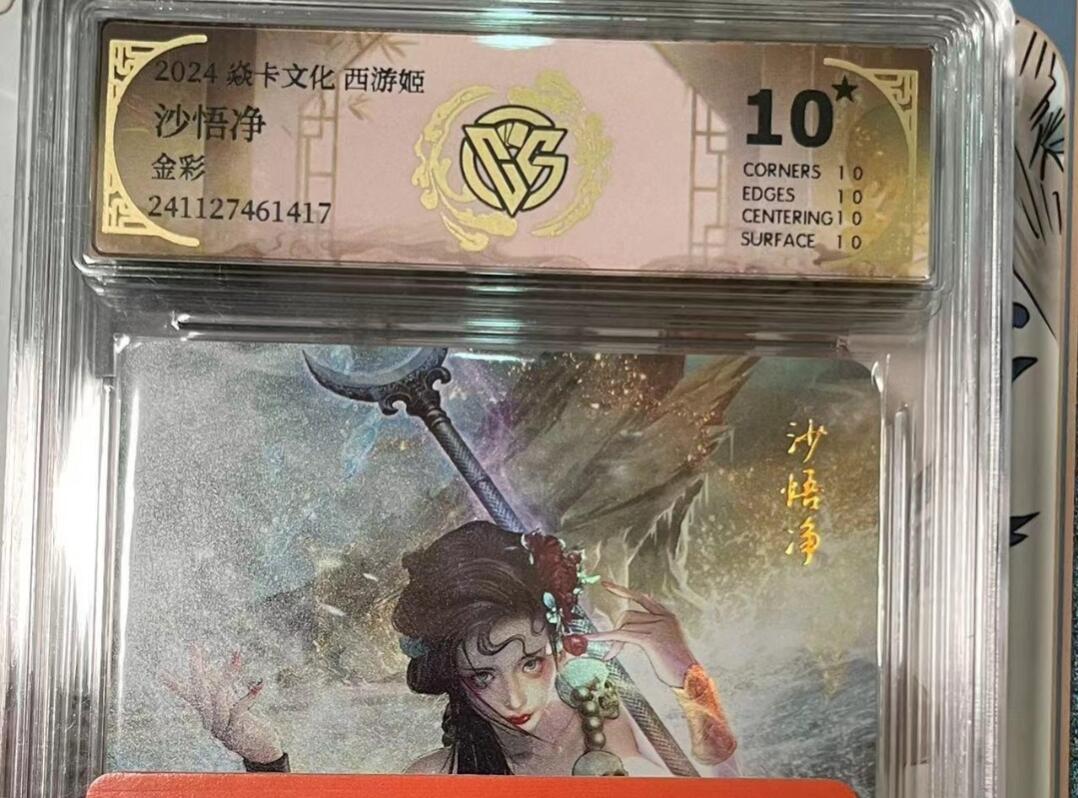 2024 焱卡文化 西游姬
沙悟净
金彩
241127461417
CCS
10★
CORNERS 10
EDGES 10
CENTERING 10
SURFACE 10
沙悟净